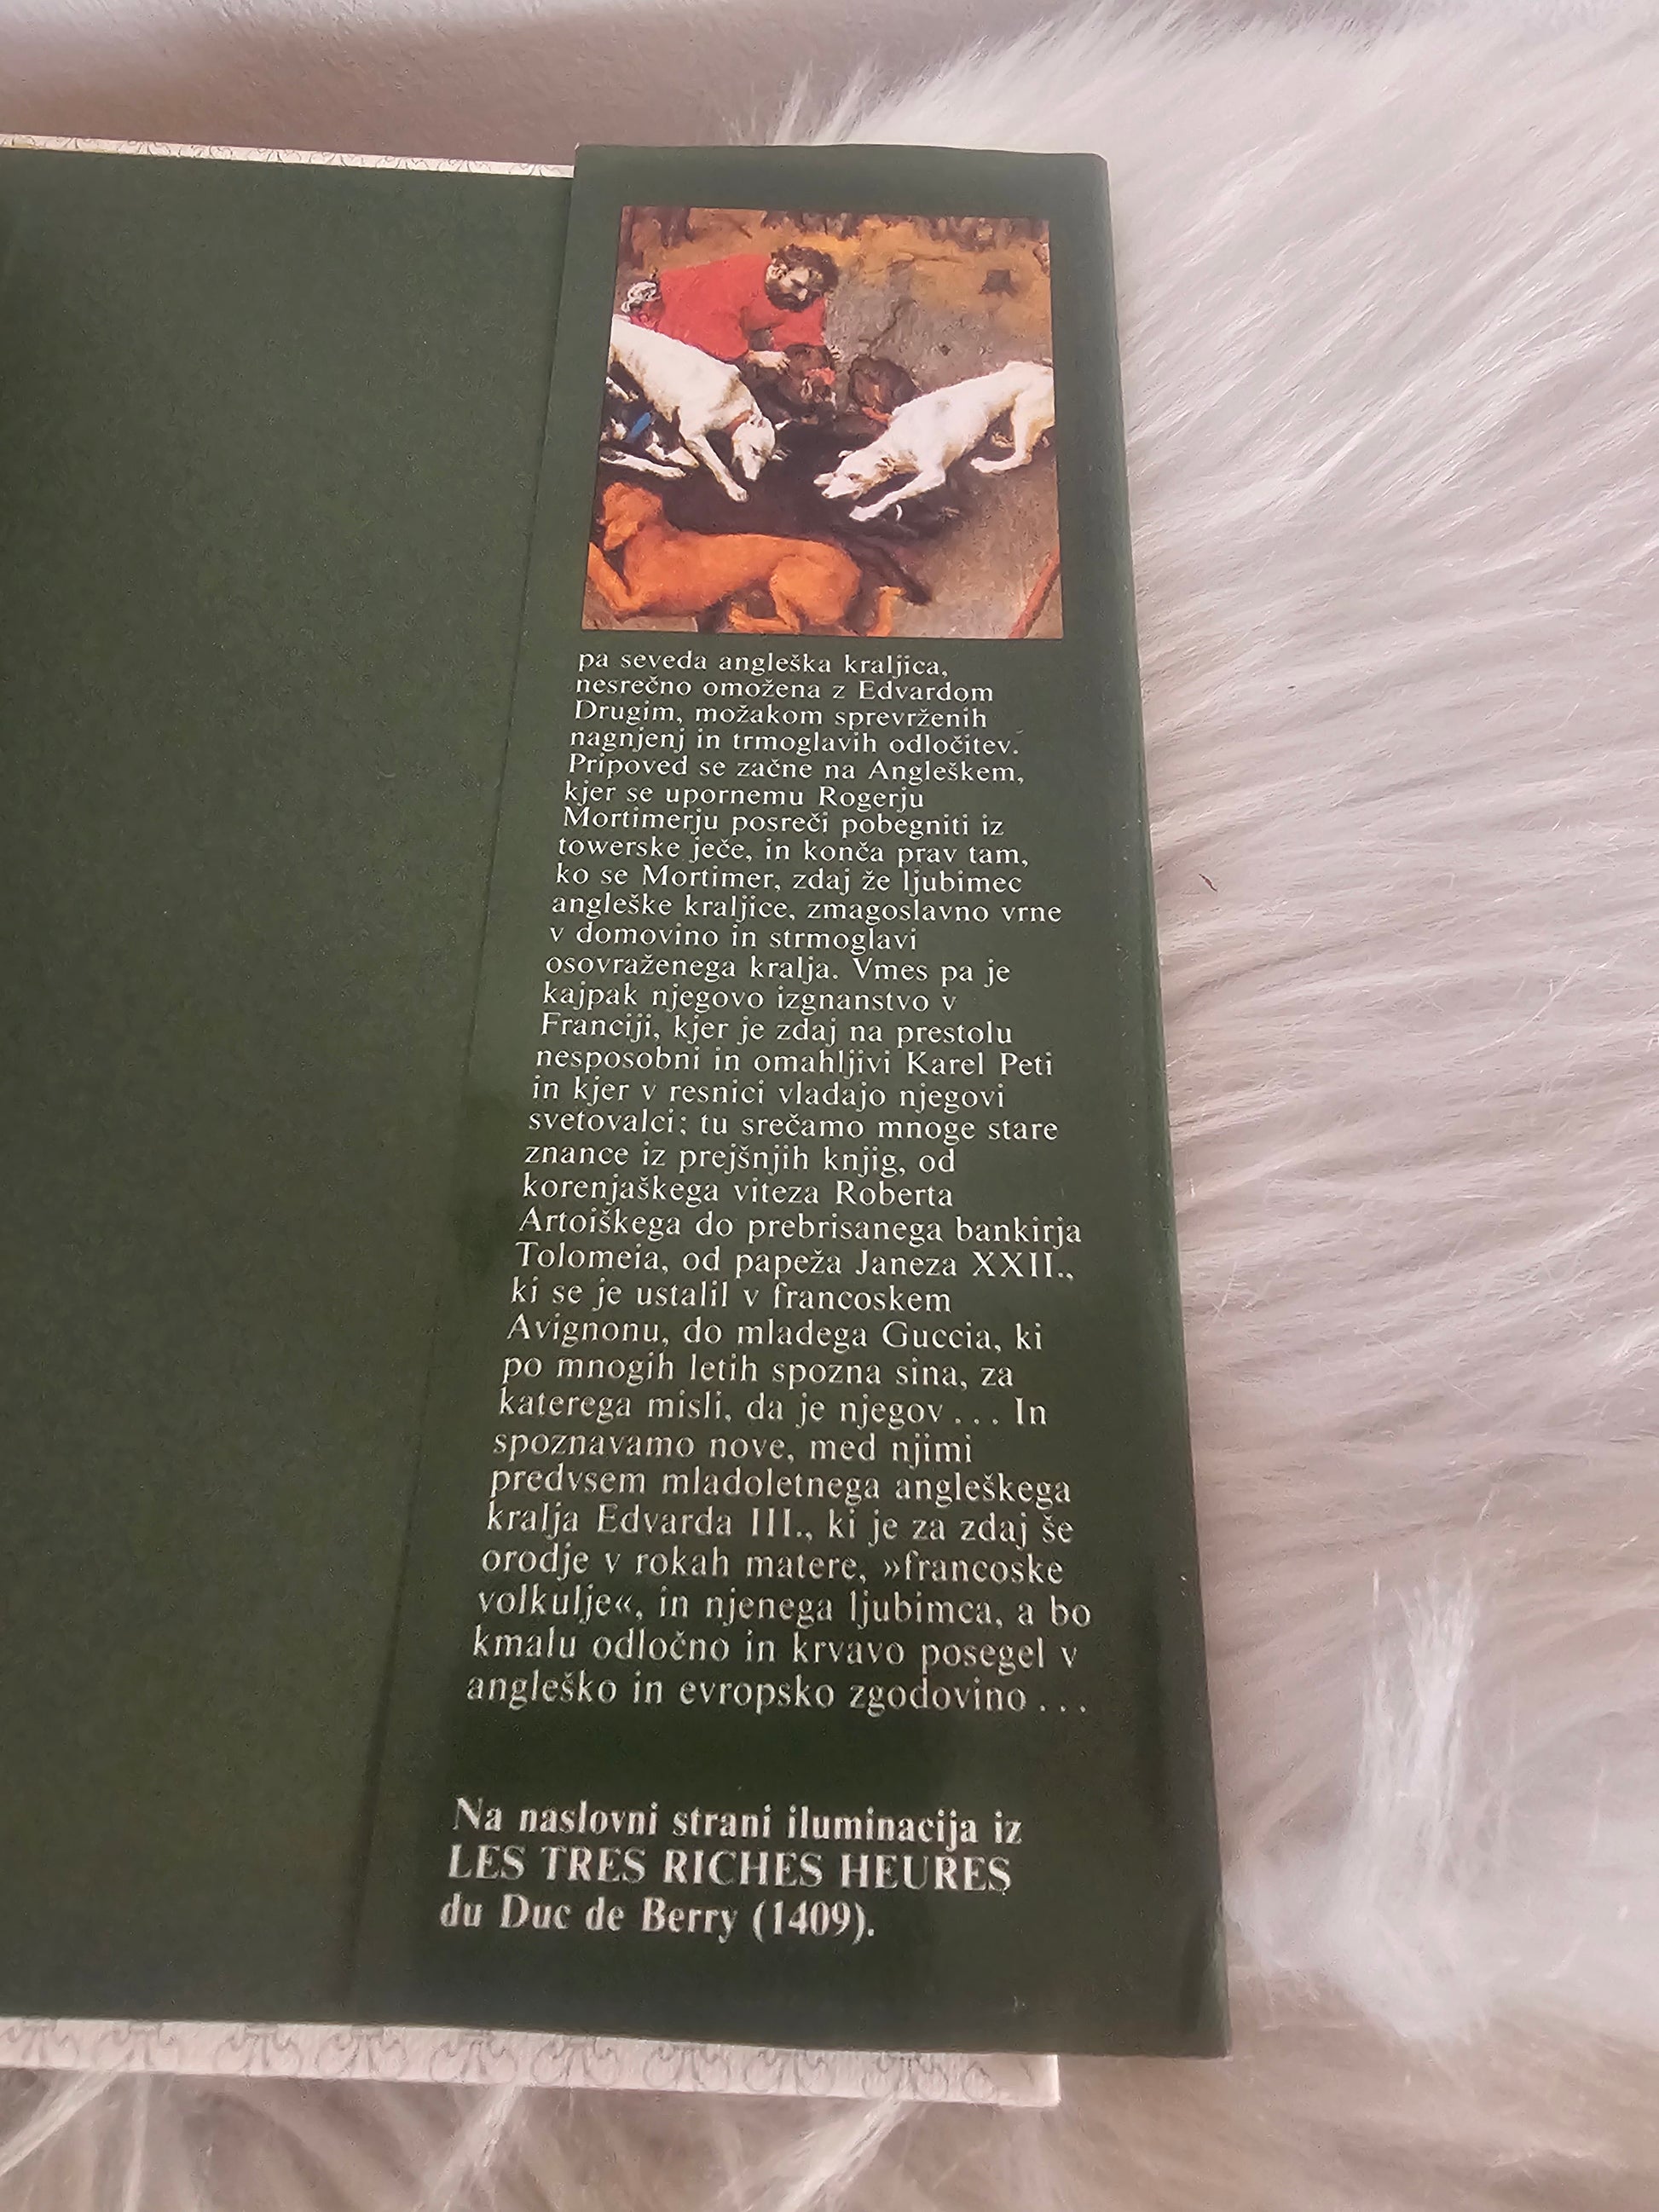 pa seveda angleška kraljica,
nesrečno omožena z Edvardom
Drugim, možakom sprevrženih
nagnjenj in trmoglavih odločitev.
Pripoved se začne na Angleškem,
kjer se upornemu Rogerju
Mortimerju posreči pobegniti iz
towerske ječe, in konča prav tam,
ko se Mortimer, zdaj že ljubimec
angleške kraljice, zmagoslavno vrne
v domovino in strmoglavi
osovraženega kralja. Vmes pa je
kajpak njegovo izgnanstvo v
Franciji, kjer je zdaj na prestolu
nesposobni in omahljivi Karel Peti
in kjer v resnici vladajo njegovi
svetovalci; tu srečamo mnoge stare
znance iz prejšnjih knjig, od
korenjaškega viteza Roberta
Artoiškega do prebrisanega bankirja
Tolomeia, od papeža Janeza XXII.,
ki se je ustalil v francoskem
Avignonu, do mladega Guccia, ki
po mnogih letih spozna sina, za
katerega misli, da je njegov... In
spoznavamo nove, med njimi
predvsem mladoletnega angleškega
kralja Edvarda III., ki je za zdaj še
orodje v rokah matere, »francoske
volkulje«, in njenega ljubimca, a bo
kmalu odločno in krvavo posegel v
angleško in evropsko zgodovino...
Na naslovni strani iluminacija iz
LES TRES RICHES HEURES
du Duc de Berry (1409).